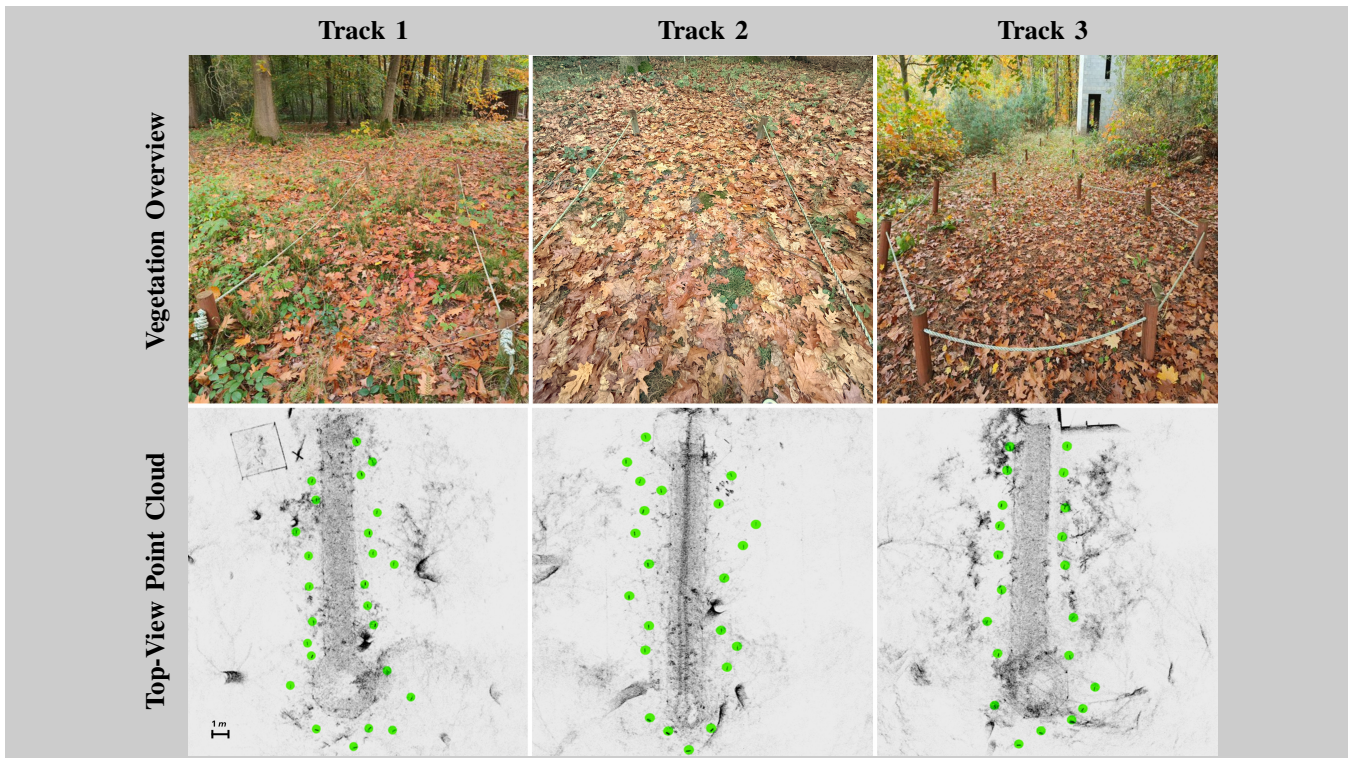 Track 1
Track 2
Track 3
Vegetation Overview
Top-View Point Cloud
1 m